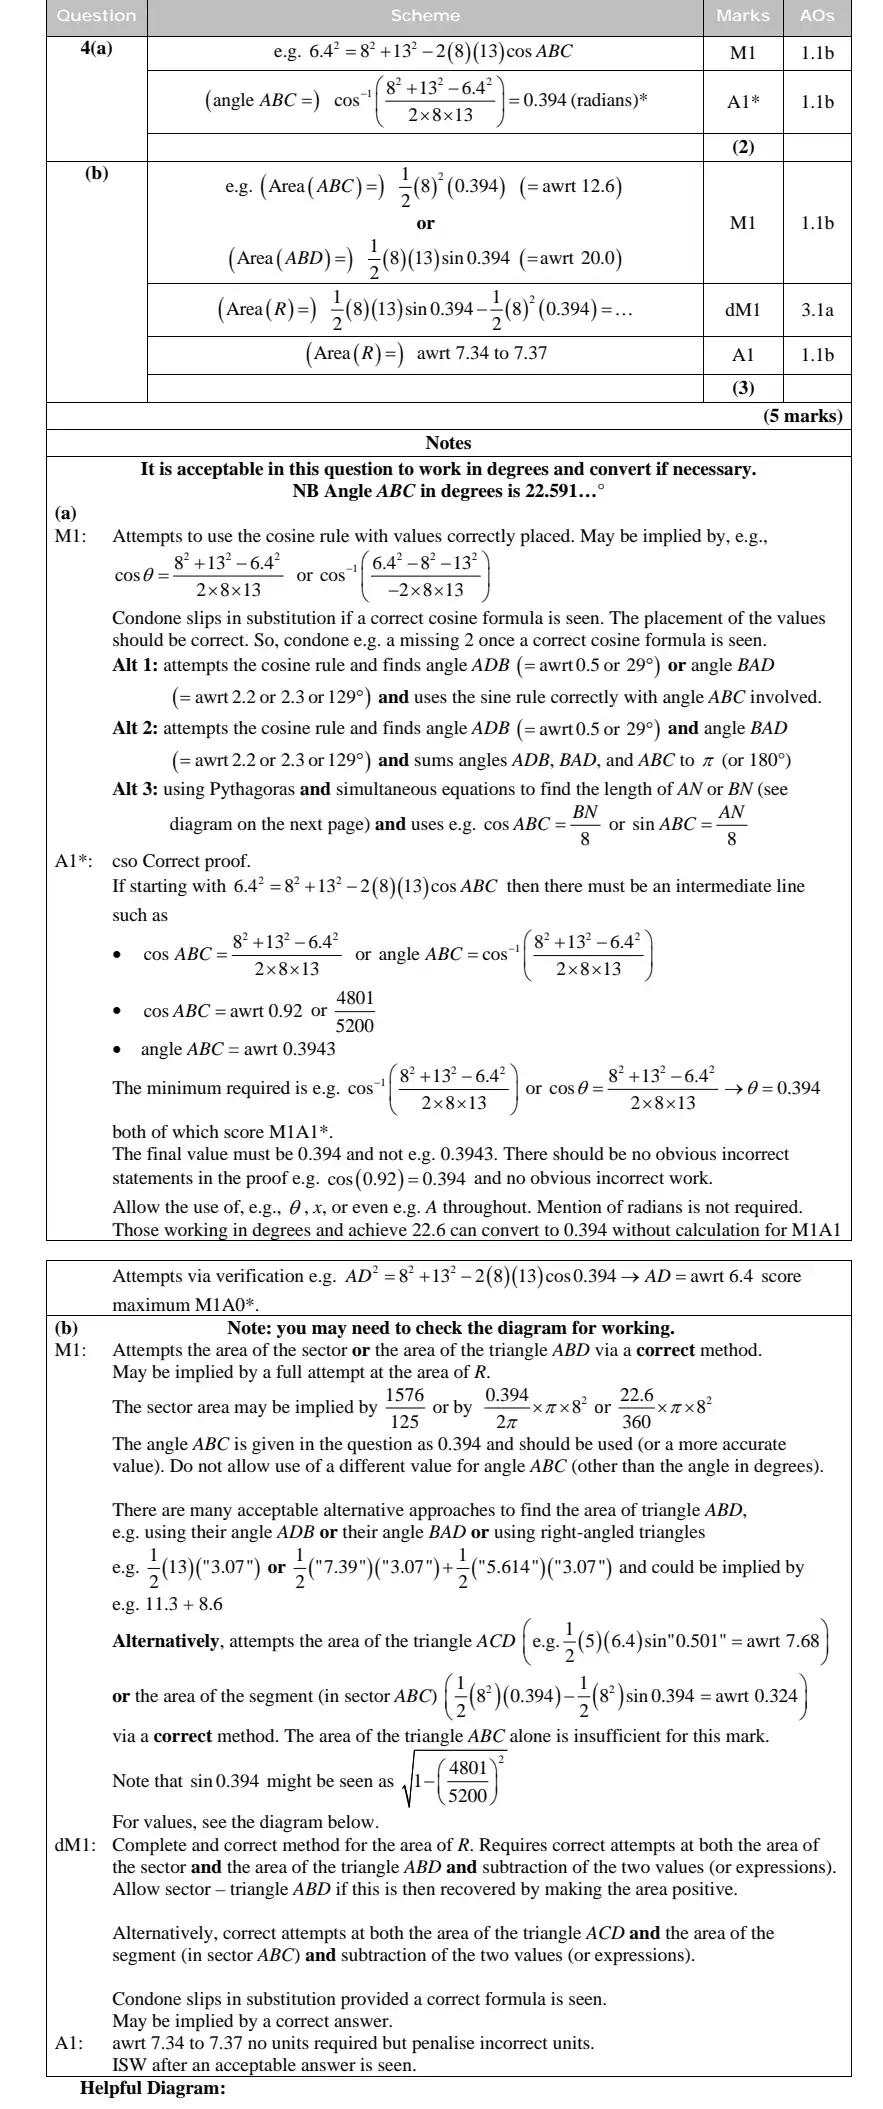 Question Scheme Marks AOs
4(a) e.g. 6.4² = 8² + 13² − 2(8)(13)cos ABC M1 1.1b
(angle ABC =) cos⁻¹((8² + 13² − 6.4²)/(2×8×13)) = 0.394 (radians)* A1* 1.1b
(2)
(b) e.g. (Area(ABC) =) 1/2(8)²(0.394) (= awrt 12.6)
or
(Area(ABD) =) 1/2(8)(13)sin 0.394 (= awrt 20.0) M1 1.1b
(Area(R) =) 1/2(8)(13)sin 0.394 − 1/2(8)²(0.394) = … dM1 3.1a
(Area(R) =) awrt 7.34 to 7.37 A1 1.1b
(3)
(5 marks)
Notes
It is acceptable in this question to work in degrees and convert if necessary.
NB Angle ABC in degrees is 22.591…°
(a)
M1: Attempts to use the cosine rule with values correctly placed. May be implied by, e.g.,
cos θ = (8² + 13² − 6.4²)/(2×8×13) or cos⁻¹((6.4² − 8² − 13²)/(−2×8×13))
Condone slips in substitution if a correct cosine formula is seen. The placement of the values
should be correct. So, condone e.g. a missing 2 once a correct cosine formula is seen.
Alt 1: attempts the cosine rule and finds angle ADB (= awrt 0.5 or 29°) or angle BAD
(= awrt 2.2 or 2.3 or 129°) and uses the sine rule correctly with angle ABC involved.
Alt 2: attempts the cosine rule and finds angle ADB (= awrt 0.5 or 29°) and angle BAD
(= awrt 2.2 or 2.3 or 129°) and sums angles ADB, BAD, and ABC to π (or 180°)
Alt 3: using Pythagoras and simultaneous equations to find the length of AN or BN (see
diagram on the next page) and uses e.g. cos ABC = BN/8 or sin ABC = AN/8
A1*: cso Correct proof.
If starting with 6.4² = 8² + 13² − 2(8)(13)cos ABC then there must be an intermediate line
such as
• cos ABC = (8² + 13² − 6.4²)/(2×8×13) or angle ABC = cos⁻¹((8² + 13² − 6.4²)/(2×8×13))
• cos ABC = awrt 0.92 or 4801/5200
• angle ABC = awrt 0.3943
The minimum required is e.g. cos⁻¹((8² + 13² − 6.4²)/(2×8×13)) or cos θ = (8² + 13² − 6.4²)/(2×8×13) → θ = 0.394
both of which score M1A1*.
The final value must be 0.394 and not e.g. 0.3943. There should be no obvious incorrect
statements in the proof e.g. cos(0.92) = 0.394 and no obvious incorrect work.
Allow the use of, e.g., θ, x, or even e.g. A throughout. Mention of radians is not required.
Those working in degrees and achieve 22.6 can convert to 0.394 without calculation for M1A1
Attempts via verification e.g. AD² = 8² + 13² − 2(8)(13)cos 0.394 → AD = awrt 6.4 score
maximum M1A0*.
(b) Note: you may need to check the diagram for working.
M1: Attempts the area of the sector or the area of the triangle ABD via a correct method.
May be implied by a full attempt at the area of R.
The sector area may be implied by 1576/125 or by 0.394/2π × π × 8² or 22.6/360 × π × 8²
The angle ABC is given in the question as 0.394 and should be used (or a more accurate
value). Do not allow use of a different value for angle ABC (other than the angle in degrees).
There are many acceptable alternative approaches to find the area of triangle ABD,
e.g. using their angle ADB or their angle BAD or using right-angled triangles
e.g. 1/2(13)("3.07") or 1/2("7.39")("3.07") + 1/2("5.614")("3.07") and could be implied by
e.g. 11.3 + 8.6
Alternatively, attempts the area of the triangle ACD (e.g. 1/2(5)(6.4)sin"0.501" = awrt 7.68)
or the area of the segment (in sector ABC) (1/2(8²)(0.394) − 1/2(8²)sin 0.394 = awrt 0.324)
via a correct method. The area of the triangle ABC alone is insufficient for this mark.
Note that sin 0.394 might be seen as √(1 − (4801/5200)²)
For values, see the diagram below.
dM1: Complete and correct method for the area of R. Requires correct attempts at both the area of
the sector and the area of the triangle ABD and subtraction of the two values (or expressions).
Allow sector – triangle ABD if this is then recovered by making the area positive.
Alternatively, correct attempts at both the area of the triangle ACD and the area of the
segment (in sector ABC) and subtraction of the two values (or expressions).
Condone slips in substitution provided a correct formula is seen.
May be implied by a correct answer.
A1: awrt 7.34 to 7.37 no units required but penalise incorrect units.
ISW after an acceptable answer is seen.
Helpful Diagram: